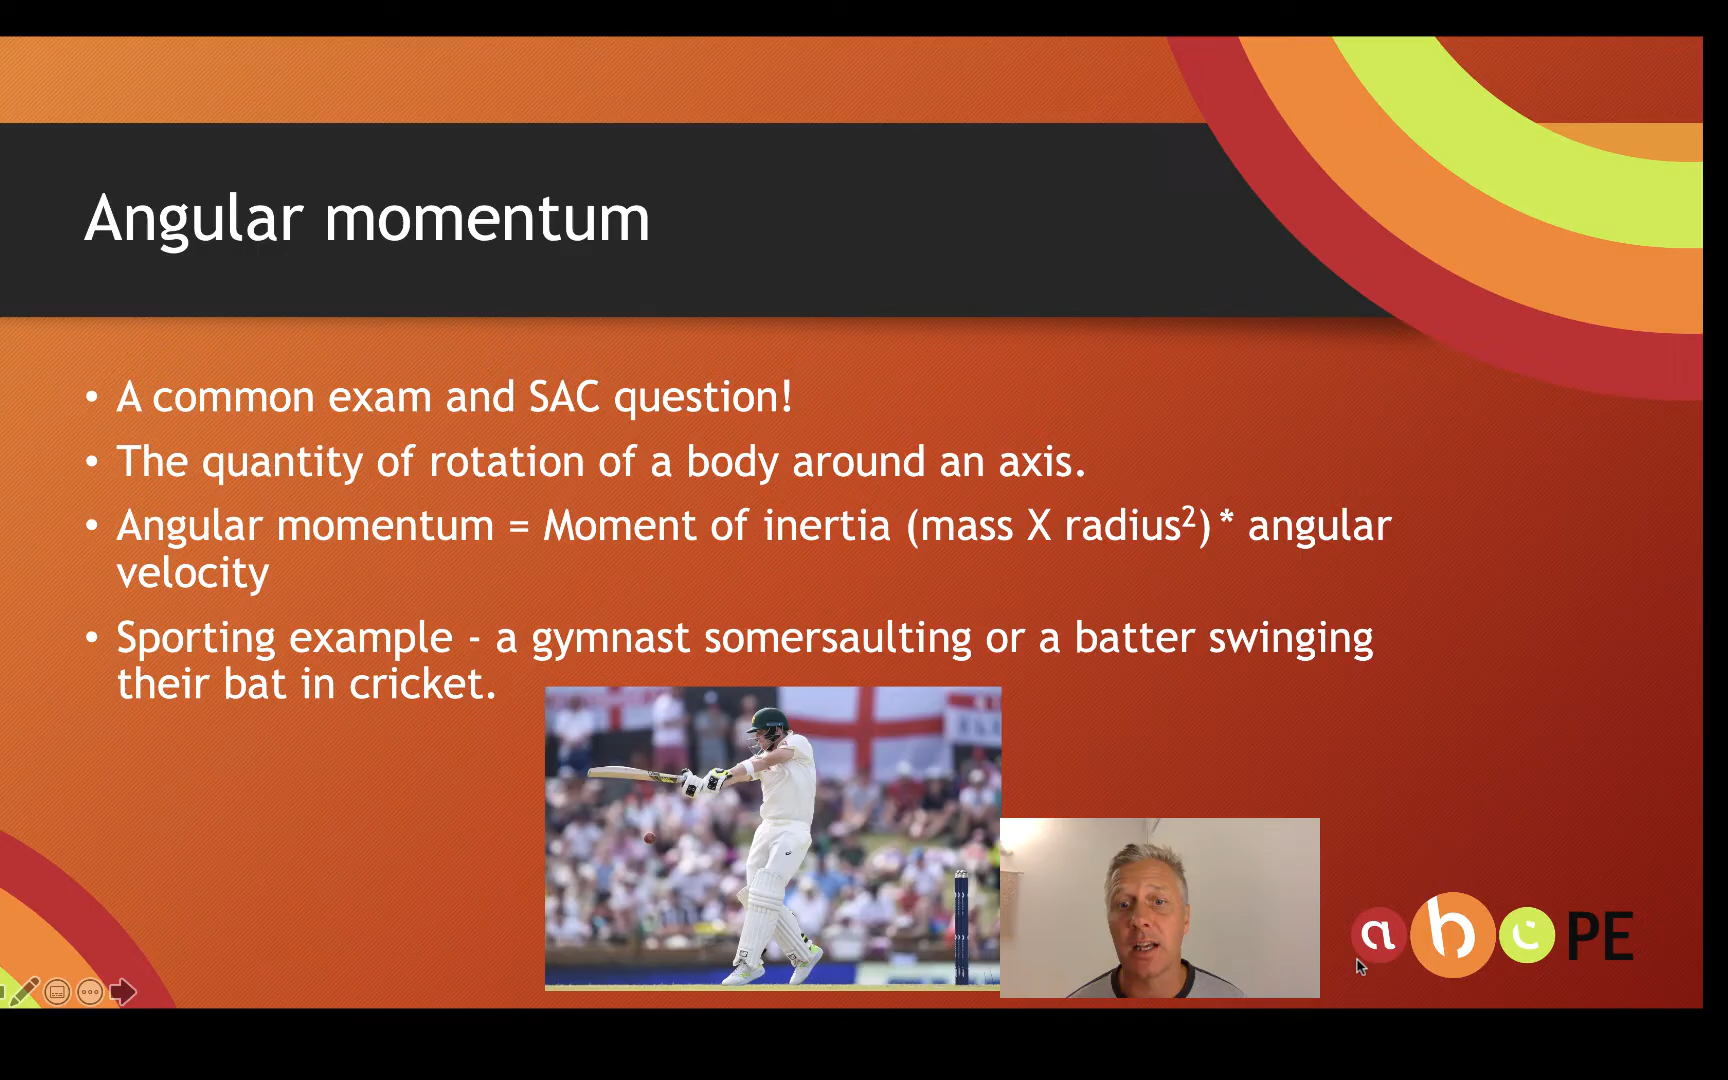 Angular momentum
• A common exam and SAC question!
• The quantity of rotation of a body around an axis.
• Angular momentum = Moment of inertia (mass X radius²) * angular
velocity
• Sporting example - a gymnast somersaulting or a batter swinging
their bat in cricket.
a b c PE